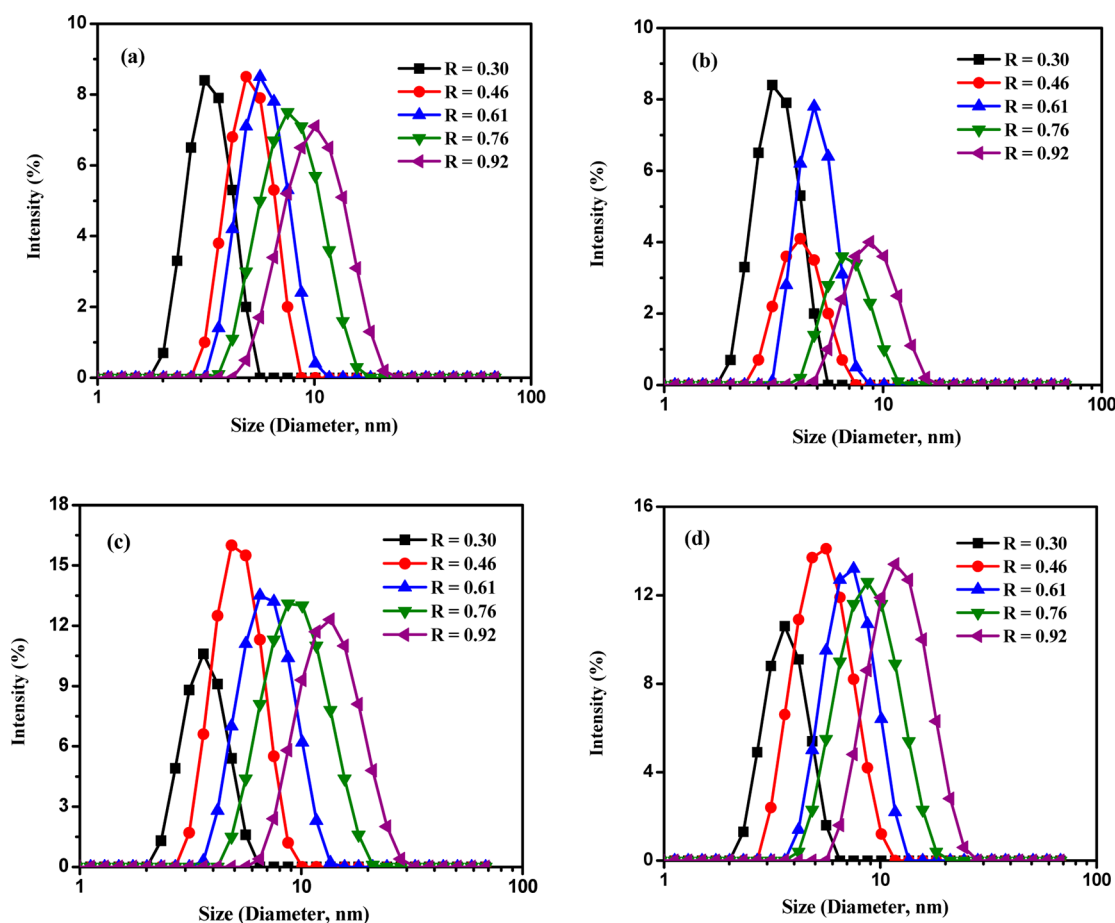 (a)
R = 0.30
R = 0.46
R = 0.61
R = 0.76
R = 0.92
10
8
6
4
2
0
1
10
100
Intensity (%)
Size (Diameter, nm)
(b)
R = 0.30
R = 0.46
R = 0.61
R = 0.76
R = 0.92
10
8
6
4
2
0
1
10
100
Intensity (%)
Size (Diameter, nm)
(c)
R = 0.30
R = 0.46
R = 0.61
R = 0.76
R = 0.92
18
15
12
9
6
3
0
1
10
100
Intensity (%)
Size (Diameter, nm)
(d)
R = 0.30
R = 0.46
R = 0.61
R = 0.76
R = 0.92
16
12
8
4
0
1
10
100
Intensity (%)
Size (Diameter, nm)